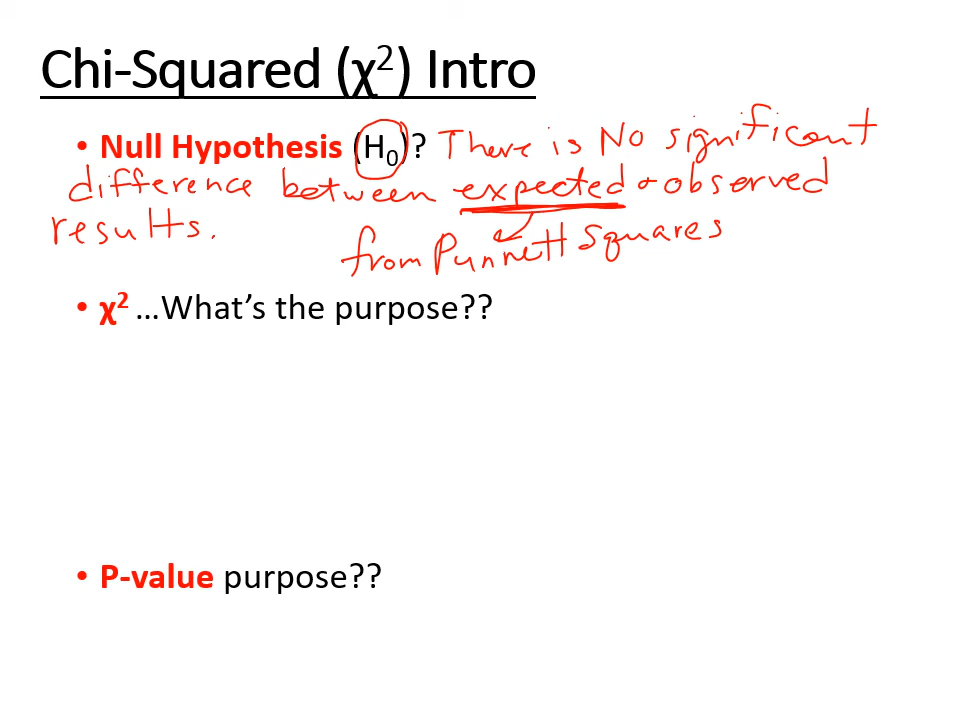 Chi-Squared (χ²) Intro
• Null Hypothesis (H₀)? There is No significant
difference between expected + observed
results.
from Punnett Squares
• χ² …What's the purpose??
• P-value purpose??